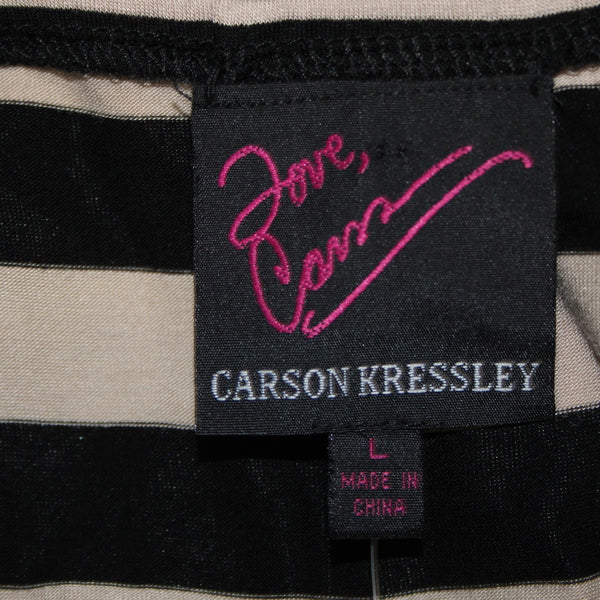 Love,
Carson
CARSON KRESSLEY
L
MADE IN
CHINA